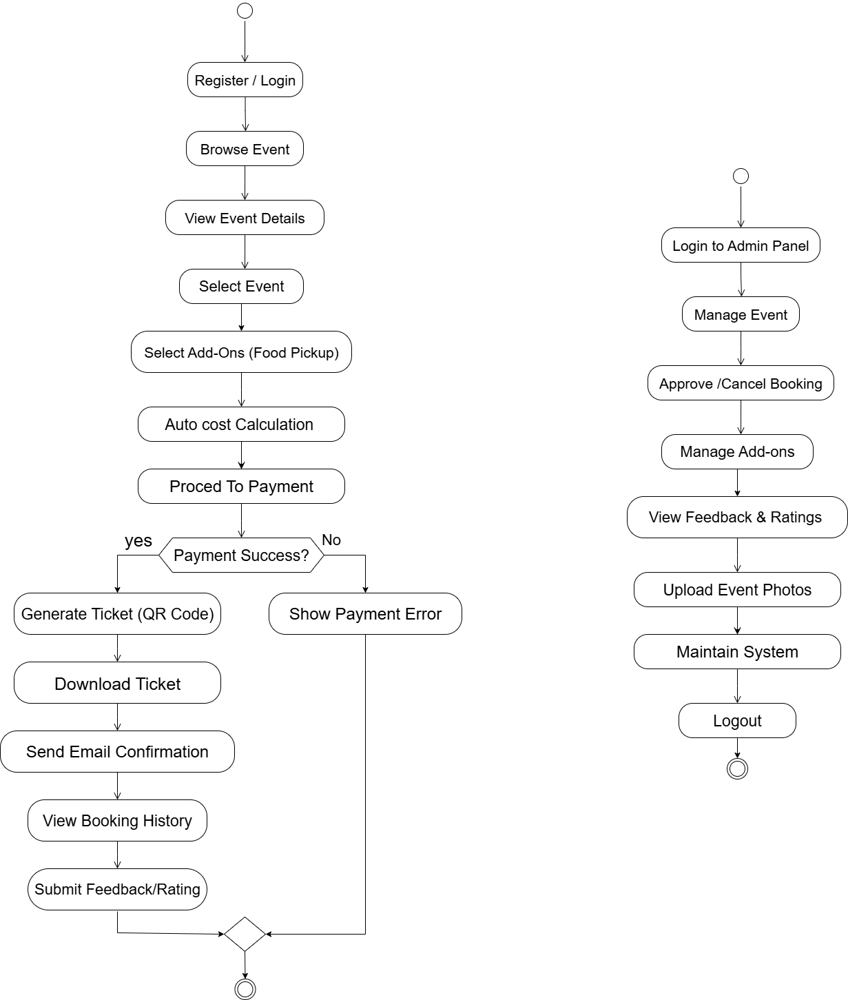 Register / Login
Browse Event
View Event Details
Select Event
Select Add-Ons (Food Pickup)
Auto cost Calculation
Proced To Payment
yes
Payment Success?
No
Generate Ticket (QR Code)
Show Payment Error
Download Ticket
Send Email Confirmation
View Booking History
Submit Feedback/Rating
Login to Admin Panel
Manage Event
Approve /Cancel Booking
Manage Add-ons
View Feedback & Ratings
Upload Event Photos
Maintain System
Logout